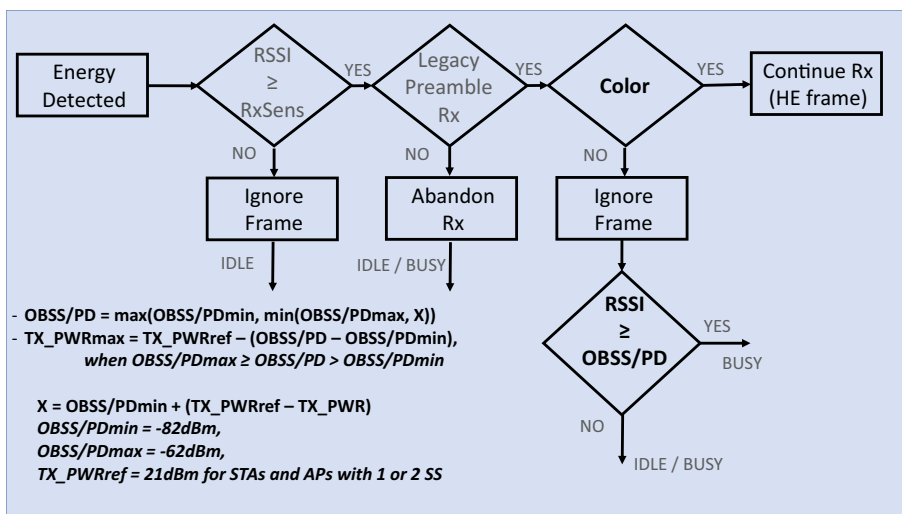 Energy
Detected
RSSI
≥
RxSens
YES
Legacy
Preamble
Rx
YES
Color
YES
Continue Rx
(HE frame)
NO
NO
NO
Ignore
Frame
Abandon
Rx
Ignore
Frame
IDLE
IDLE / BUSY
RSSI
≥
OBSS/PD
YES
BUSY
NO
IDLE / BUSY
- OBSS/PD = max(OBSS/PDmin, min(OBSS/PDmax, X))
- TX_PWRmax = TX_PWRref – (OBSS/PD – OBSS/PDmin),
when OBSS/PDmax ≥ OBSS/PD > OBSS/PDmin
X = OBSS/PDmin + (TX_PWRref – TX_PWR)
OBSS/PDmin = -82dBm,
OBSS/PDmax = -62dBm,
TX_PWRref = 21dBm for STAs and APs with 1 or 2 SS